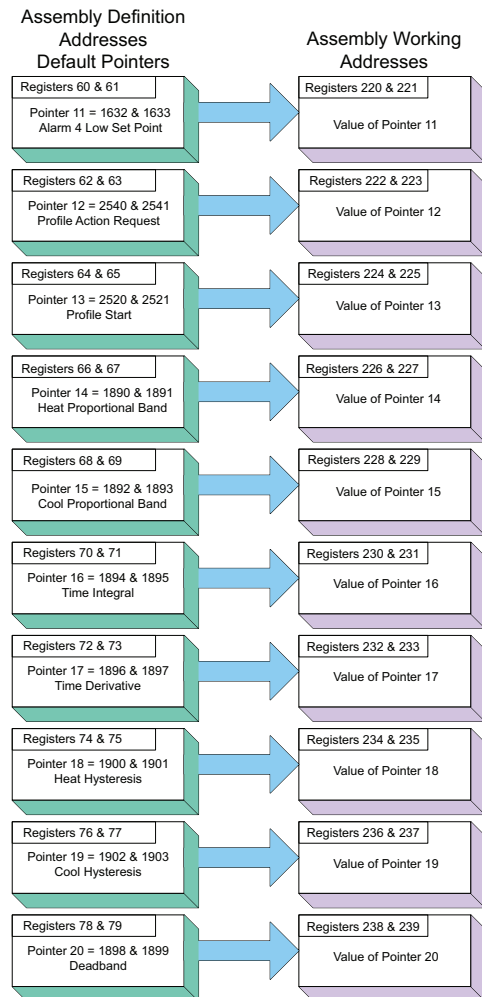 Assembly Definition
Addresses
Default Pointers
Assembly Working
Addresses
Registers 60 & 61
Pointer 11 = 1632 & 1633
Alarm 4 Low Set Point
Registers 220 & 221
Value of Pointer 11
Registers 62 & 63
Pointer 12 = 2540 & 2541
Profile Action Request
Registers 222 & 223
Value of Pointer 12
Registers 64 & 65
Pointer 13 = 2520 & 2521
Profile Start
Registers 224 & 225
Value of Pointer 13
Registers 66 & 67
Pointer 14 = 1890 & 1891
Heat Proportional Band
Registers 226 & 227
Value of Pointer 14
Registers 68 & 69
Pointer 15 = 1892 & 1893
Cool Proportional Band
Registers 228 & 229
Value of Pointer 15
Registers 70 & 71
Pointer 16 = 1894 & 1895
Time Integral
Registers 230 & 231
Value of Pointer 16
Registers 72 & 73
Pointer 17 = 1896 & 1897
Time Derivative
Registers 232 & 233
Value of Pointer 17
Registers 74 & 75
Pointer 18 = 1900 & 1901
Heat Hysteresis
Registers 234 & 235
Value of Pointer 18
Registers 76 & 77
Pointer 19 = 1902 & 1903
Cool Hysteresis
Registers 236 & 237
Value of Pointer 19
Registers 78 & 79
Pointer 20 = 1898 & 1899
Deadband
Registers 238 & 239
Value of Pointer 20